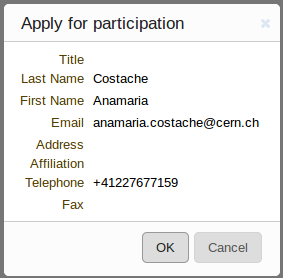 Apply for participation
Title
Last Name Costache
First Name Anamaria
Email anamaria.costache@cern.ch
Address
Affiliation
Telephone +41227677159
Fax
OK Cancel